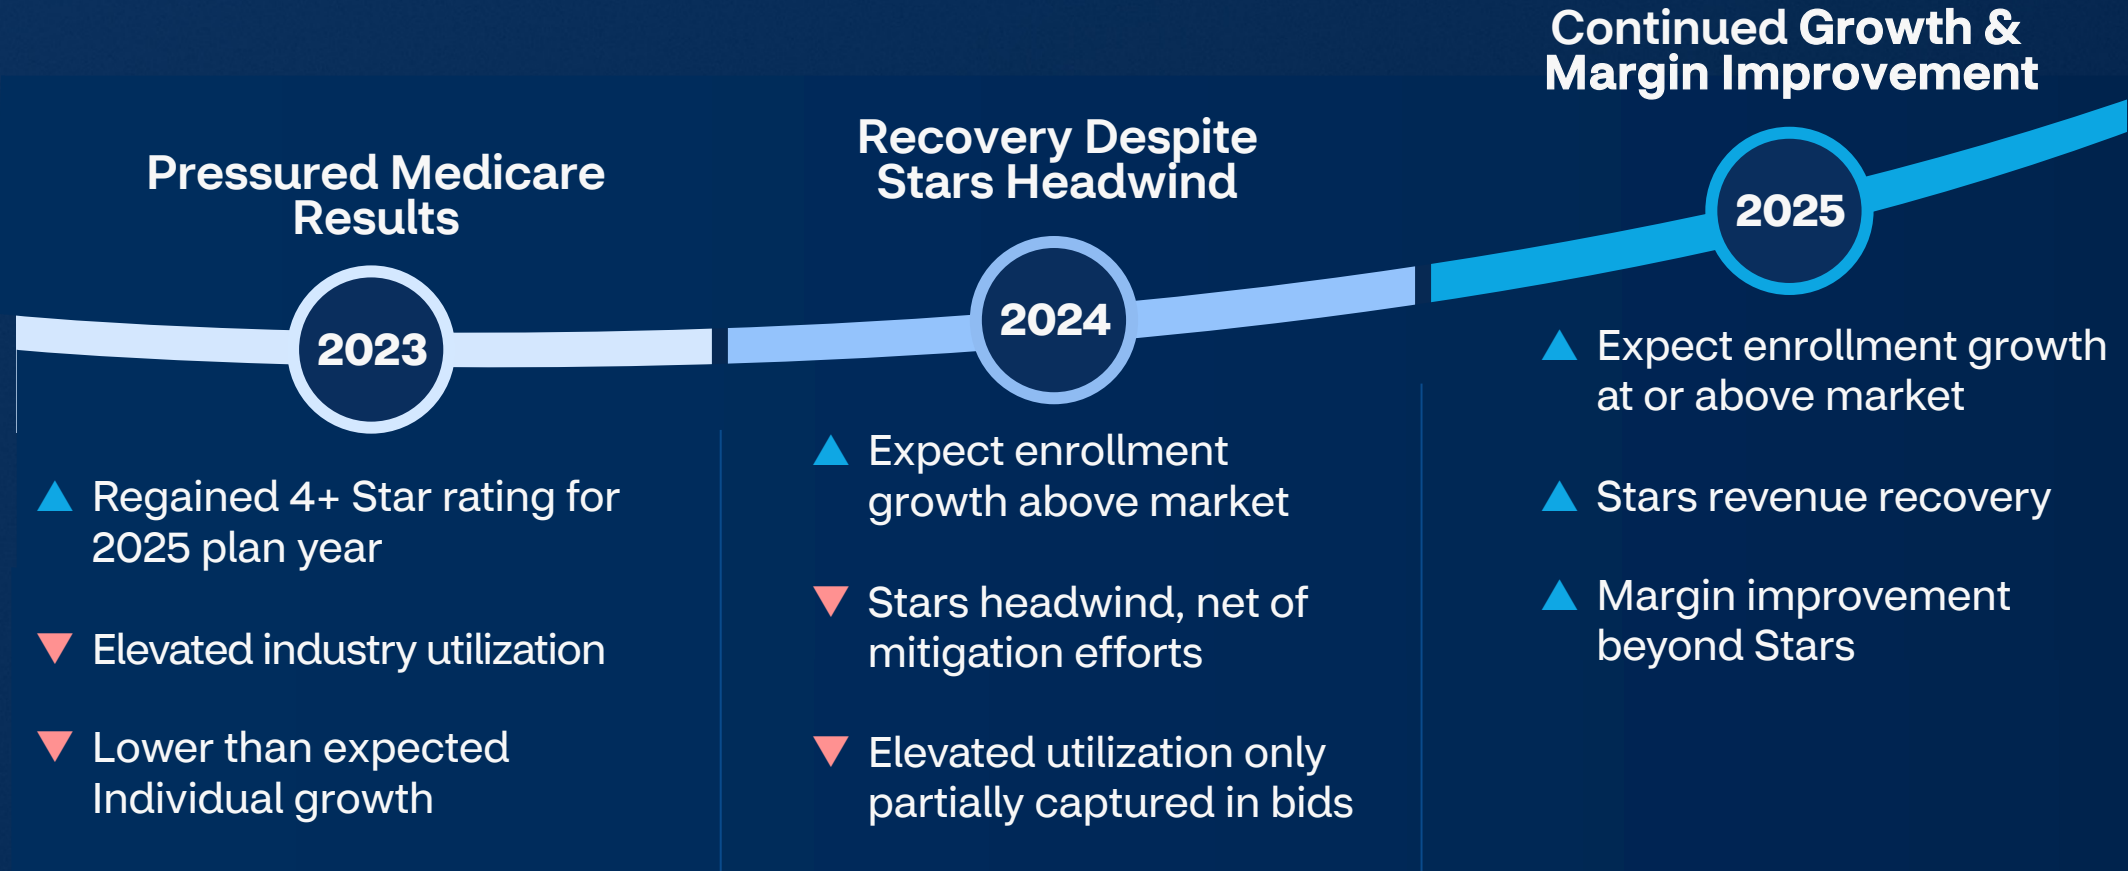 Pressured Medicare
Results
2023
Regained 4+ Star rating for
2025 plan year
Elevated industry utilization
Lower than expected
Individual growth
Recovery Despite
Stars Headwind
2024
Expect enrollment
growth above market
Stars headwind, net of
mitigation efforts
Elevated utilization only
partially captured in bids
Continued Growth &
Margin Improvement
2025
Expect enrollment growth
at or above market
Stars revenue recovery
Margin improvement
beyond Stars